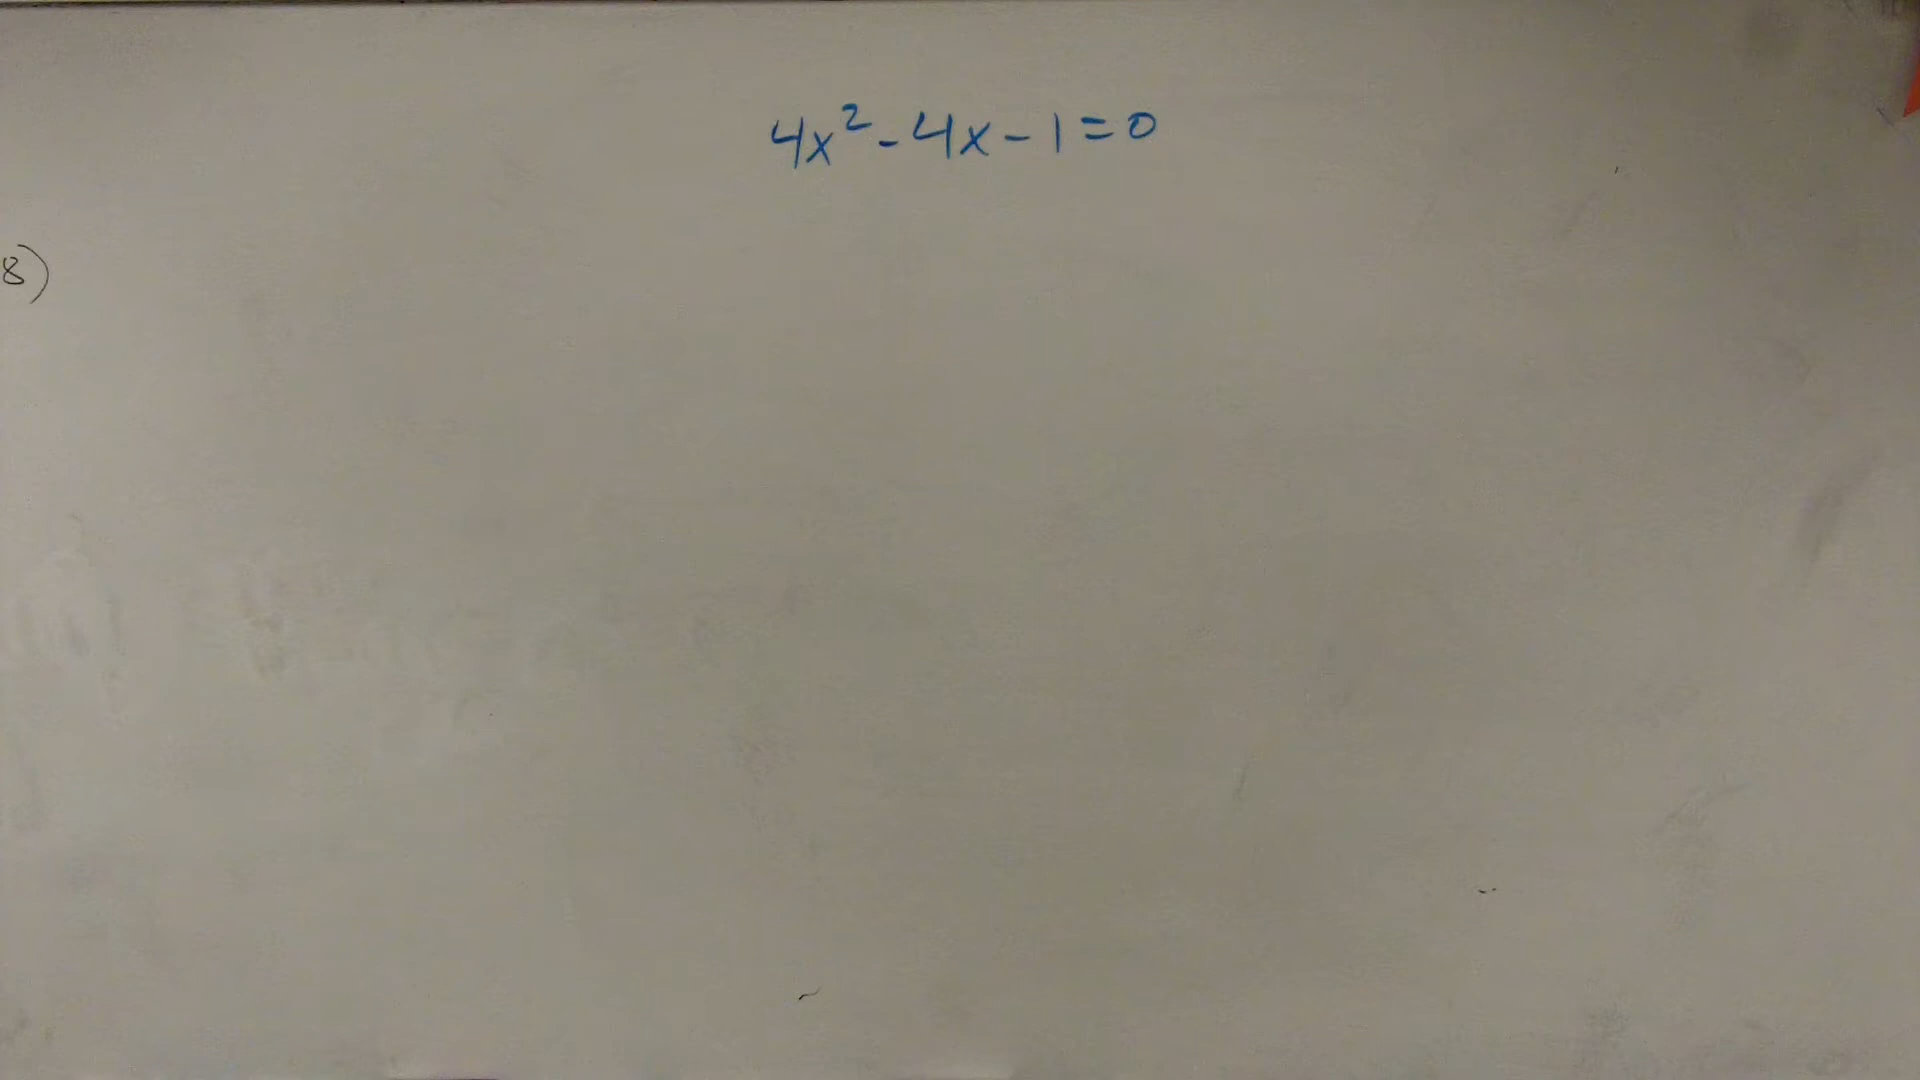 4x² - 4x - 1 = 0
8)